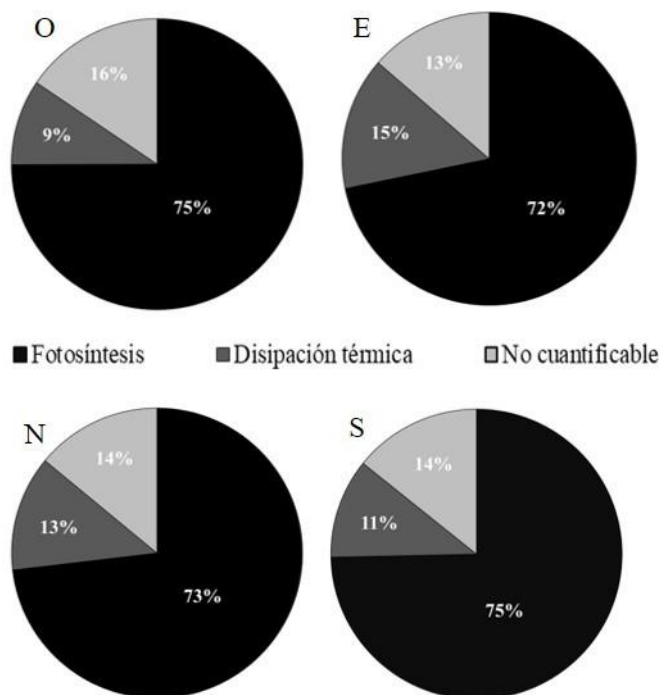 O
E
16%
13%
9%
15%
75%
72%
Fotosíntesis
Disipación térmica
No cuantificable
N
S
14%
14%
13%
11%
73%
75%